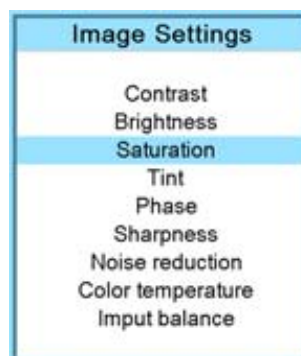 Image Settings
Contrast
Brightness
Saturation
Tint
Phase
Sharpness
Noise reduction
Color temperature
Imput balance